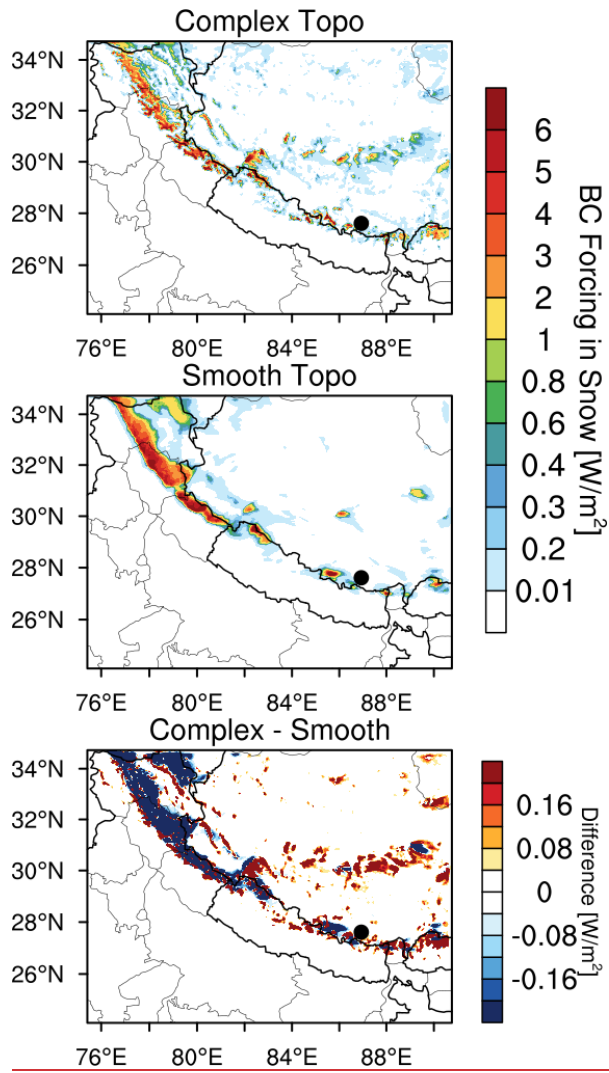 Complex Topo
34°N
32°N
30°N
28°N
26°N
76°E 80°E 84°E 88°E
Smooth Topo
34°N
32°N
30°N
28°N
26°N
76°E 80°E 84°E 88°E
Complex - Smooth
34°N
32°N
30°N
28°N
26°N
76°E 80°E 84°E 88°E
6
5
4
3
2
1
0.8
0.6
0.4
0.2
0.01
BC Forcing in Snow [W/m²]
0.16
0.08
0
-0.08
-0.16
Difference [W/m²]